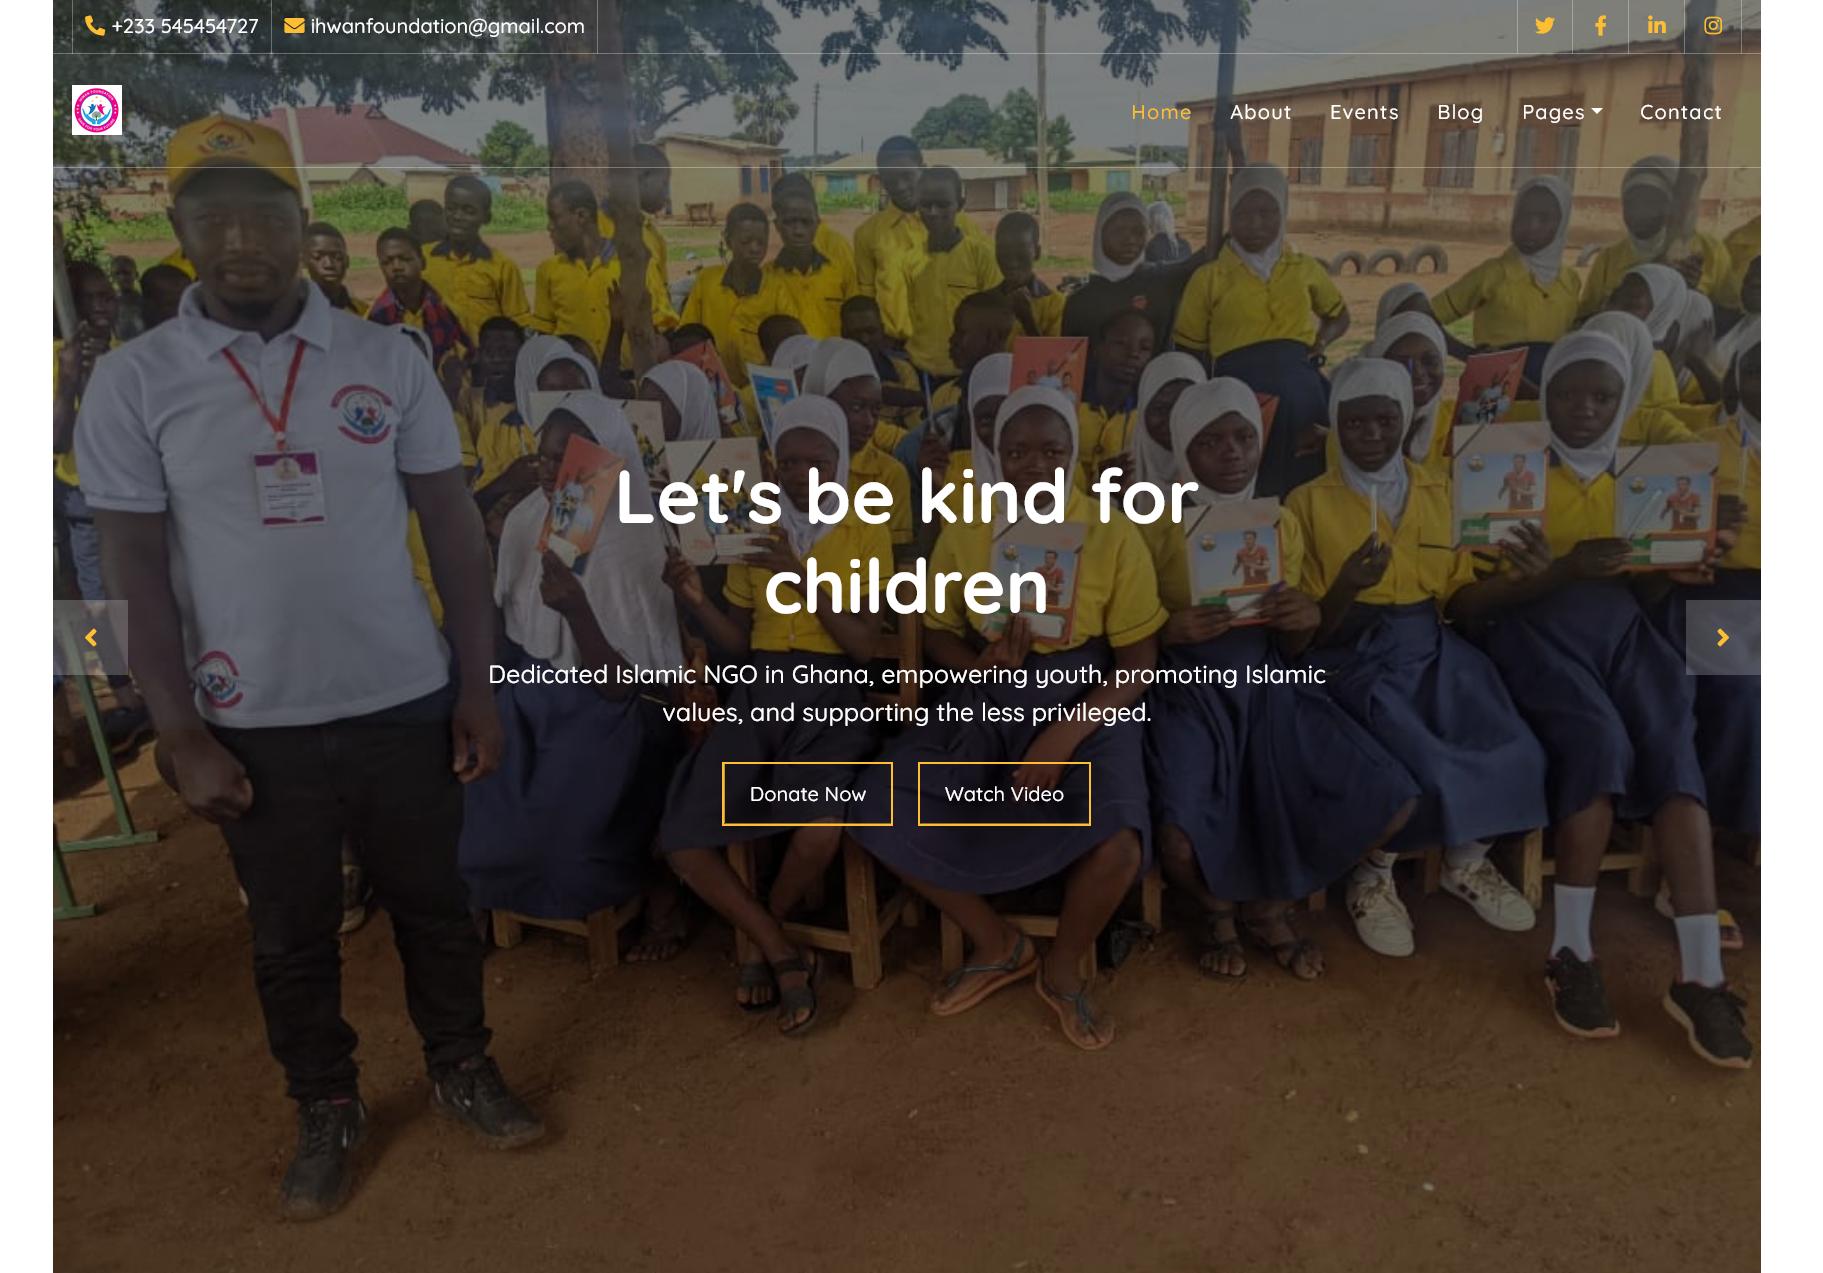 +233 545454727
ihwanfoundation@gmail.com
Home About Events Blog Pages Contact
Let's be kind for
children
Dedicated Islamic NGO in Ghana, empowering youth, promoting Islamic
values, and supporting the less privileged.
Donate Now
Watch Video